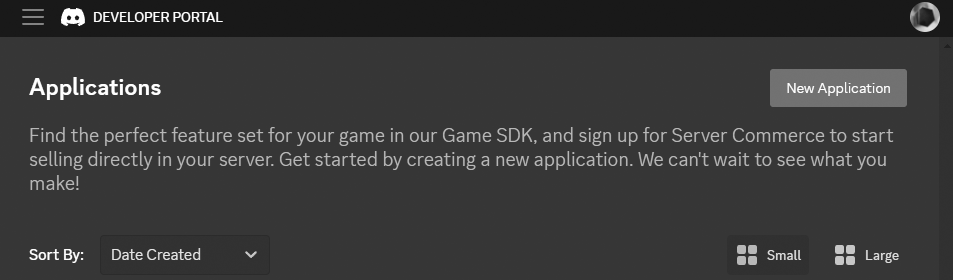 DEVELOPER PORTAL
Applications
New Application
Find the perfect feature set for your game in our Game SDK, and sign up for Server Commerce to start
selling directly in your server. Get started by creating a new application. We can't wait to see what you
make!
Sort By: Date Created Small Large